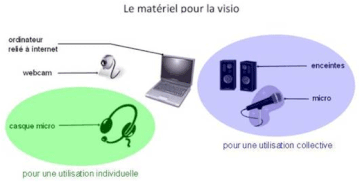 Le matériel pour la visio
ordinateur
relié à internet
webcam
enceintes
micro
casque micro
pour une utilisation collective
pour une utilisation individuelle